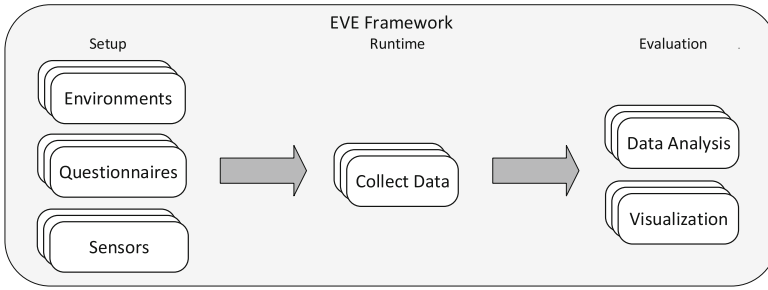 EVE Framework
Setup
Runtime
Evaluation
Environments
Questionnaires
Sensors
Collect Data
Data Analysis
Visualization